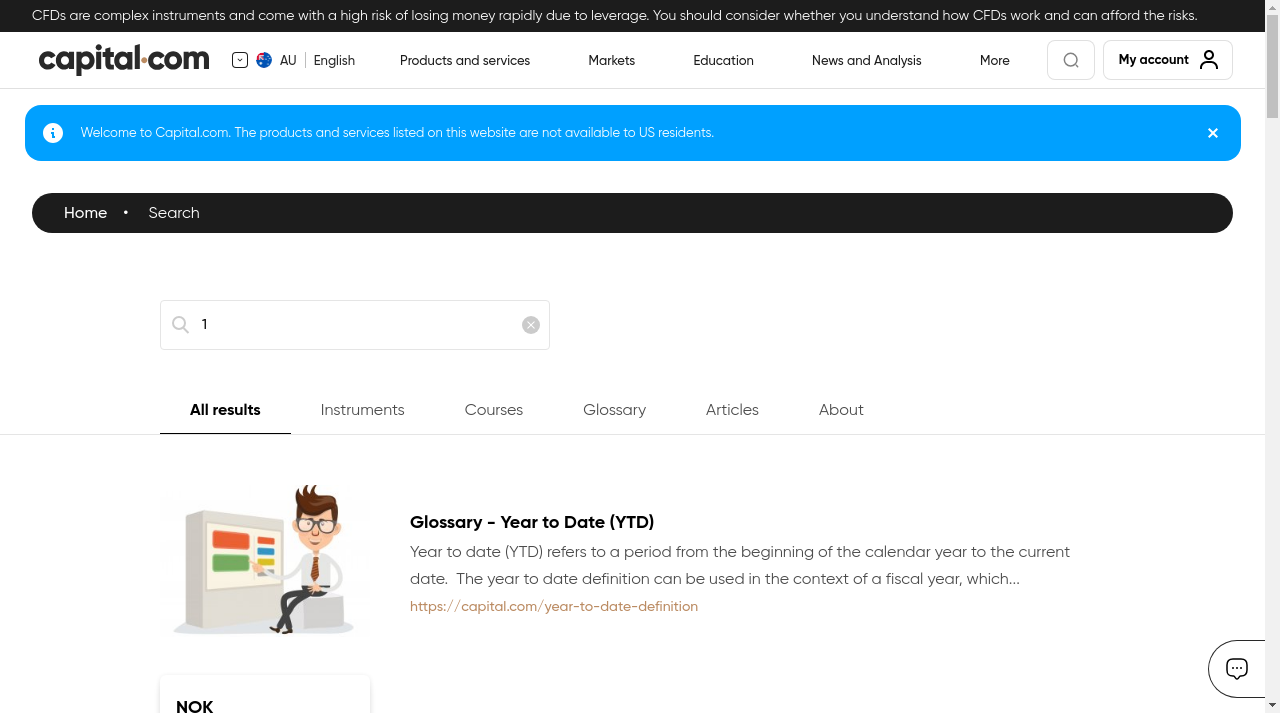 CFDs are complex instruments and come with a high risk of losing money rapidly due to leverage. You should consider whether you understand how CFDs work and can afford the risks.
capital.com
AU English
Products and services
Markets
Education
News and Analysis
More
My account
Welcome to Capital.com. The products and services listed on this website are not available to US residents.
Home • Search
1
All results
Instruments
Courses
Glossary
Articles
About
Glossary - Year to Date (YTD)
Year to date (YTD) refers to a period from the beginning of the calendar year to the current
date.  The year to date definition can be used in the context of a fiscal year, which...
https://capital.com/year-to-date-definition
NOK